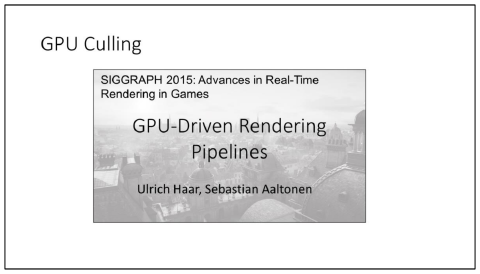 GPU Culling
SIGGRAPH 2015: Advances in Real-Time
Rendering in Games
GPU-Driven Rendering
Pipelines
Ulrich Haar, Sebastian Aaltonen